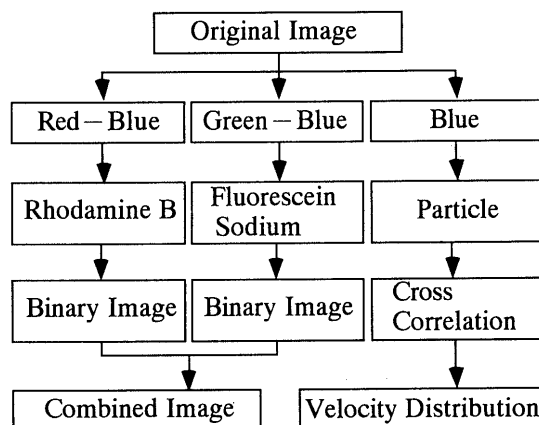 Original Image
Red－Blue
Green－Blue
Blue
Rhodamine B
Fluorescein
Sodium
Particle
Binary Image
Binary Image
Cross
Correlation
Combined Image
Velocity Distribution